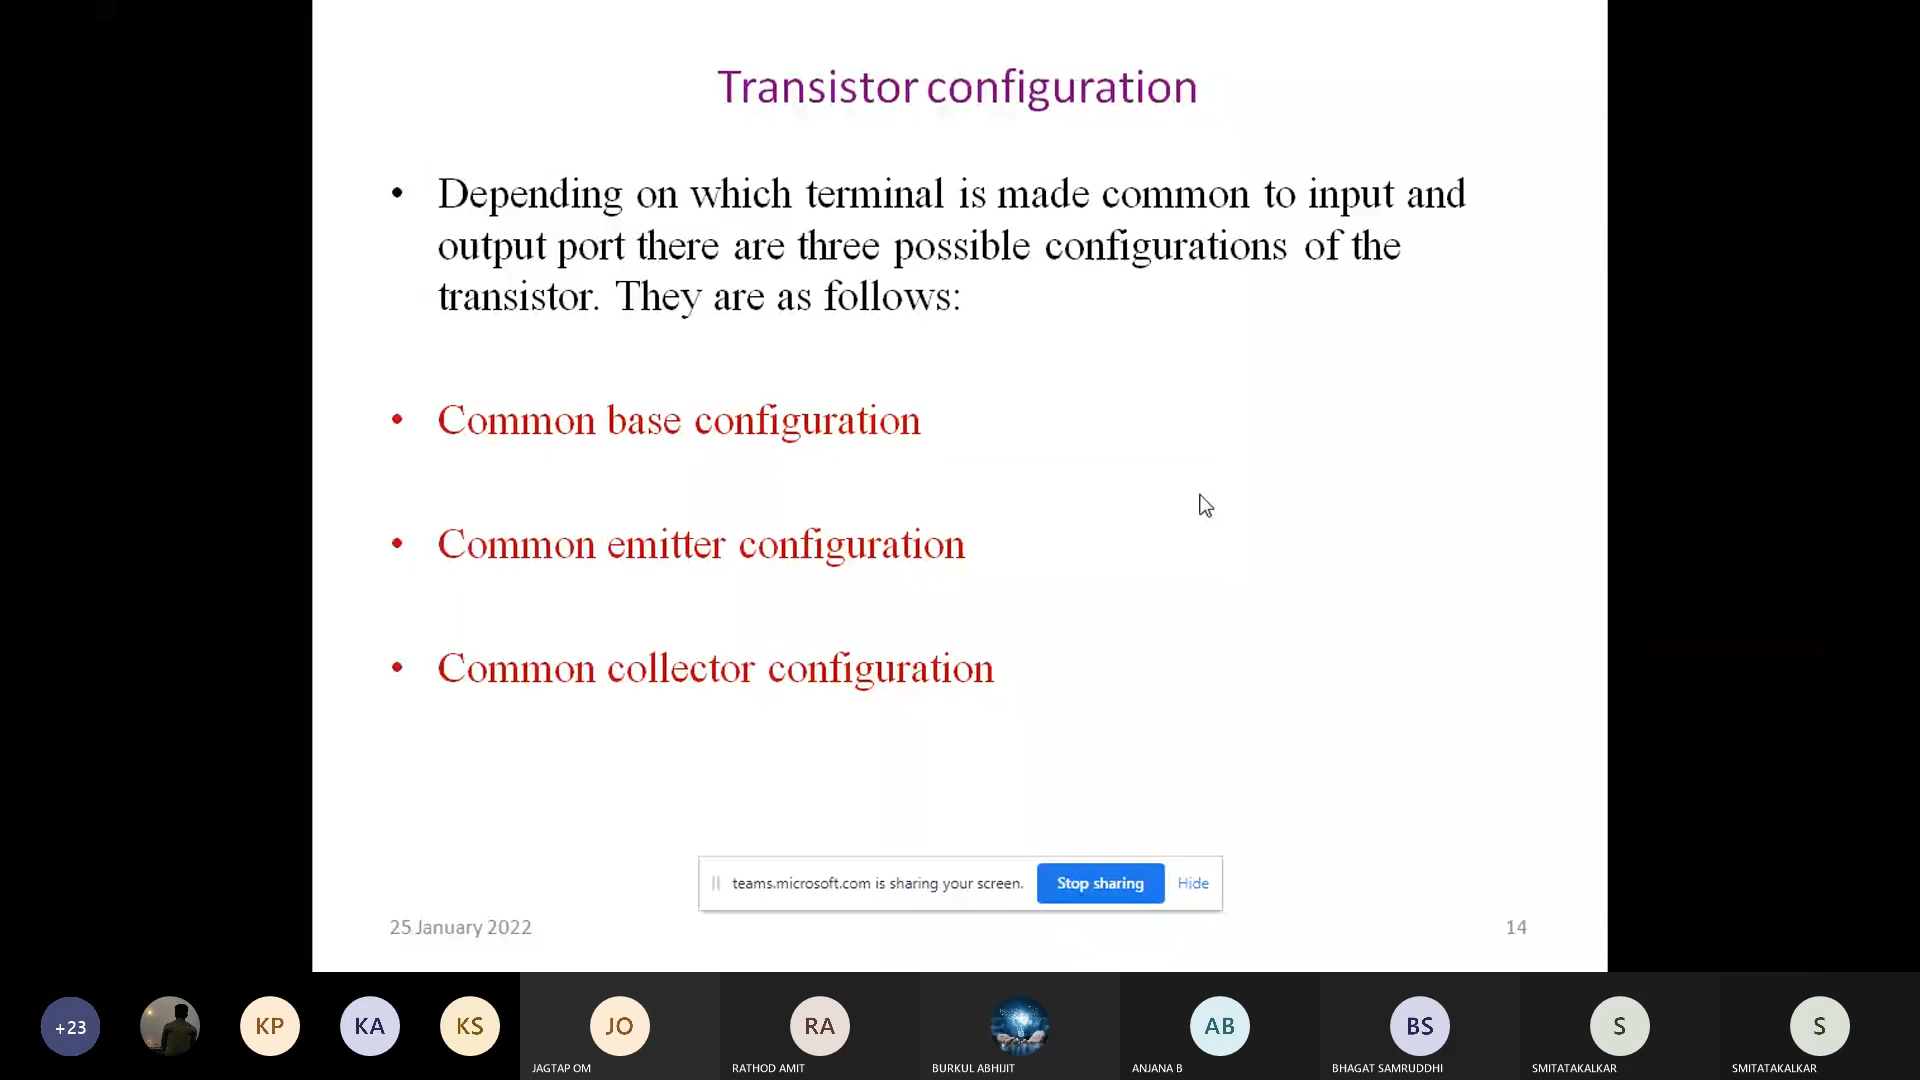 Transistor configuration
• Depending on which terminal is made common to input and
output port there are three possible configurations of the
transistor. They are as follows:
• Common base configuration
• Common emitter configuration
• Common collector configuration
teams.microsoft.com is sharing your screen. Stop sharing Hide
25 January 2022 14
+23 KP KA KS JO RA AB BS S S
JAGTAP OM RATHOD AMIT BURKUL ABHIJIT ANJANA B BHAGAT SAMRUDDHI SMITATAKALKAR SMITATAKALKAR